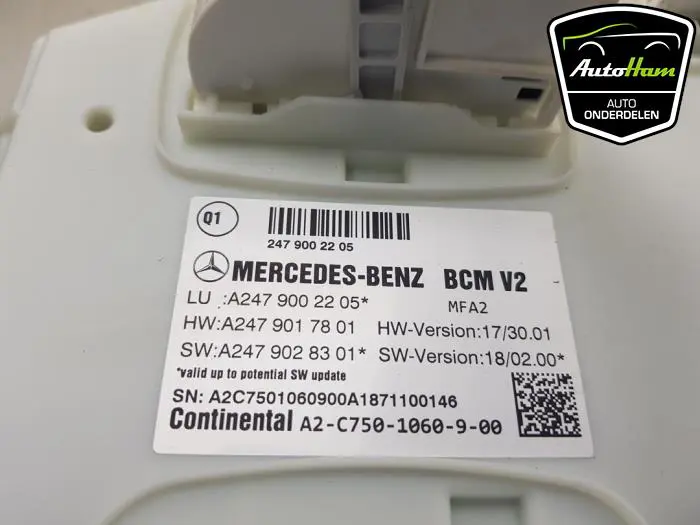 AutoHam
AUTO
ONDERDELEN
Q1
247 900 22 05
MERCEDES-BENZ BCM V2
LU :A247 900 22 05* MFA2
HW:A247 901 78 01 HW-Version:17/30.01
SW:A247 902 83 01* SW-Version:18/02.00*
*valid up to potential SW update
SN: A2C7501060900A1871100146
Continental A2-C750-1060-9-00